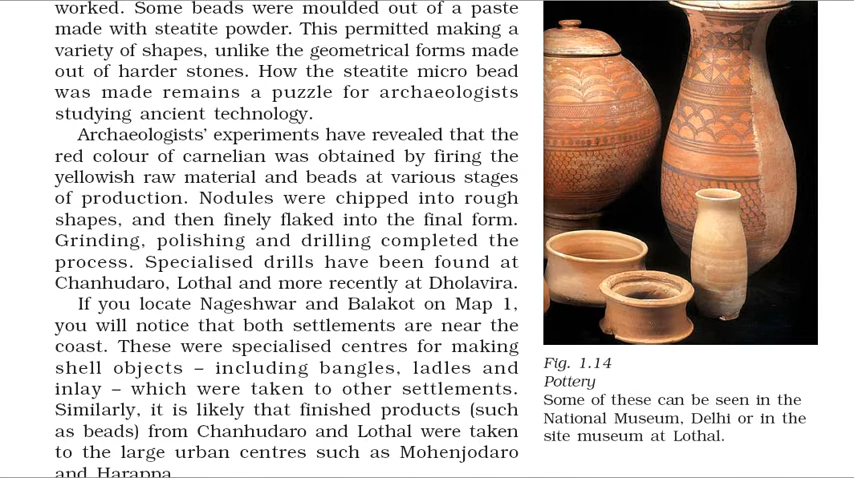 worked. Some beads were moulded out of a paste
made with steatite powder. This permitted making a
variety of shapes, unlike the geometrical forms made
out of harder stones. How the steatite micro bead
was made remains a puzzle for archaeologists
studying ancient technology.
Archaeologists’ experiments have revealed that the
red colour of carnelian was obtained by firing the
yellowish raw material and beads at various stages
of production. Nodules were chipped into rough
shapes, and then finely flaked into the final form.
Grinding, polishing and drilling completed the
process. Specialised drills have been found at
Chanhudaro, Lothal and more recently at Dholavira.
If you locate Nageshwar and Balakot on Map 1,
you will notice that both settlements are near the
coast. These were specialised centres for making
shell objects – including bangles, ladles and
inlay – which were taken to other settlements.
Similarly, it is likely that finished products (such
as beads) from Chanhudaro and Lothal were taken
to the large urban centres such as Mohenjodaro
and Harappa.
Fig. 1.14
Pottery
Some of these can be seen in the
National Museum, Delhi or in the
site museum at Lothal.